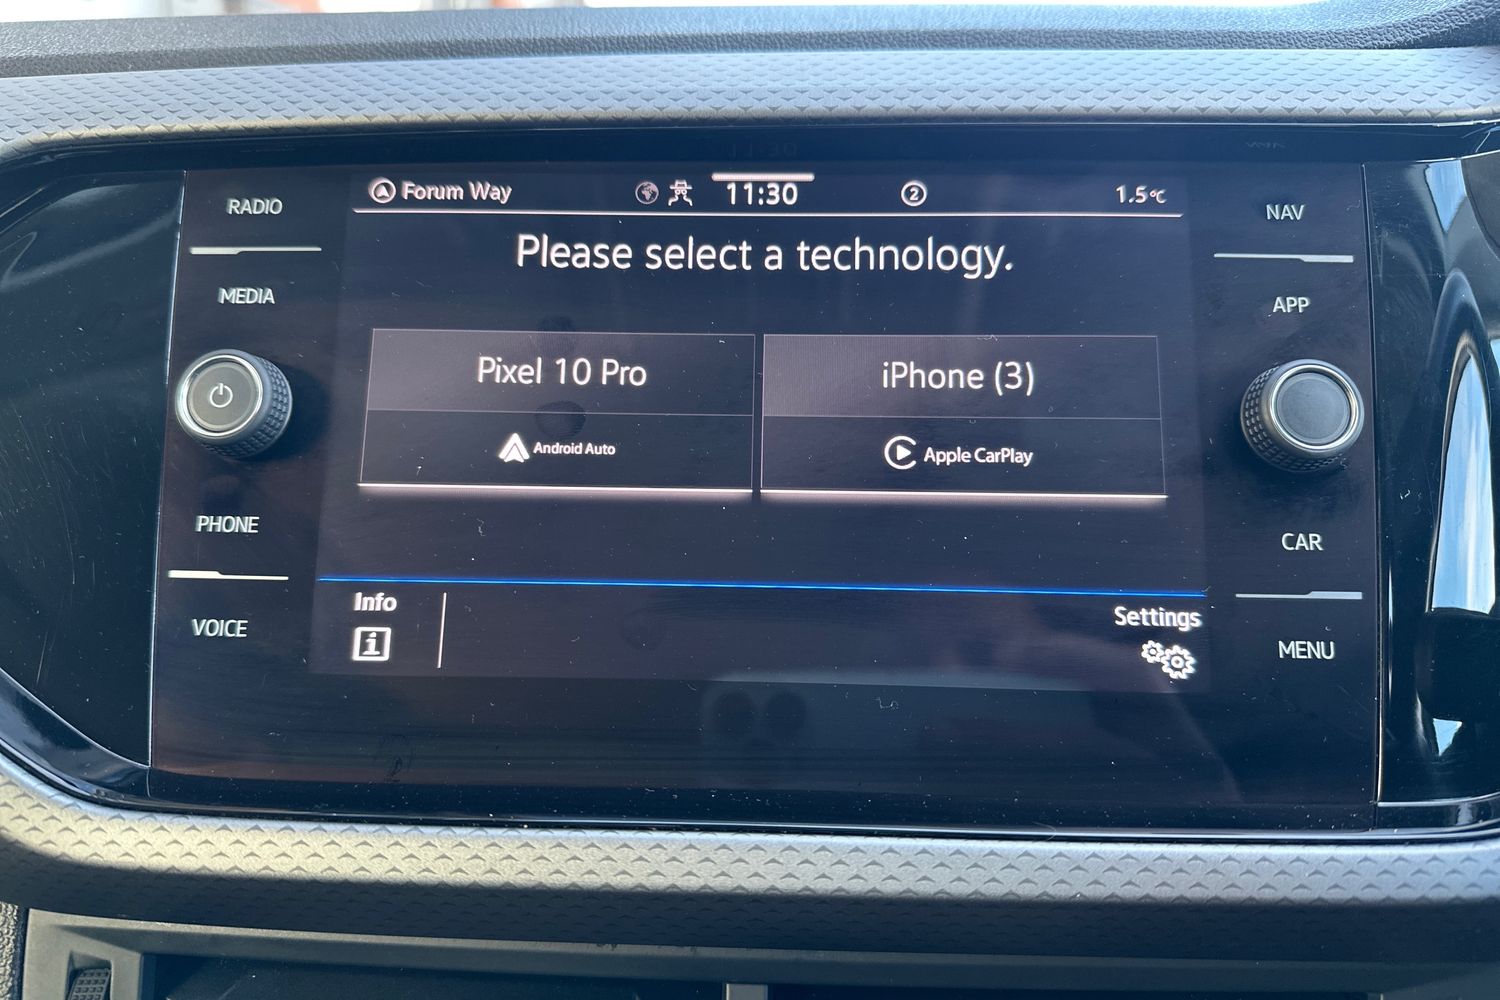 Forum Way 11:30 2 1.5°C
RADIO
NAV
Please select a technology.
MEDIA
APP
Pixel 10 Pro
iPhone (3)
Android Auto
Apple CarPlay
PHONE
CAR
Info
Settings
i
VOICE
MENU